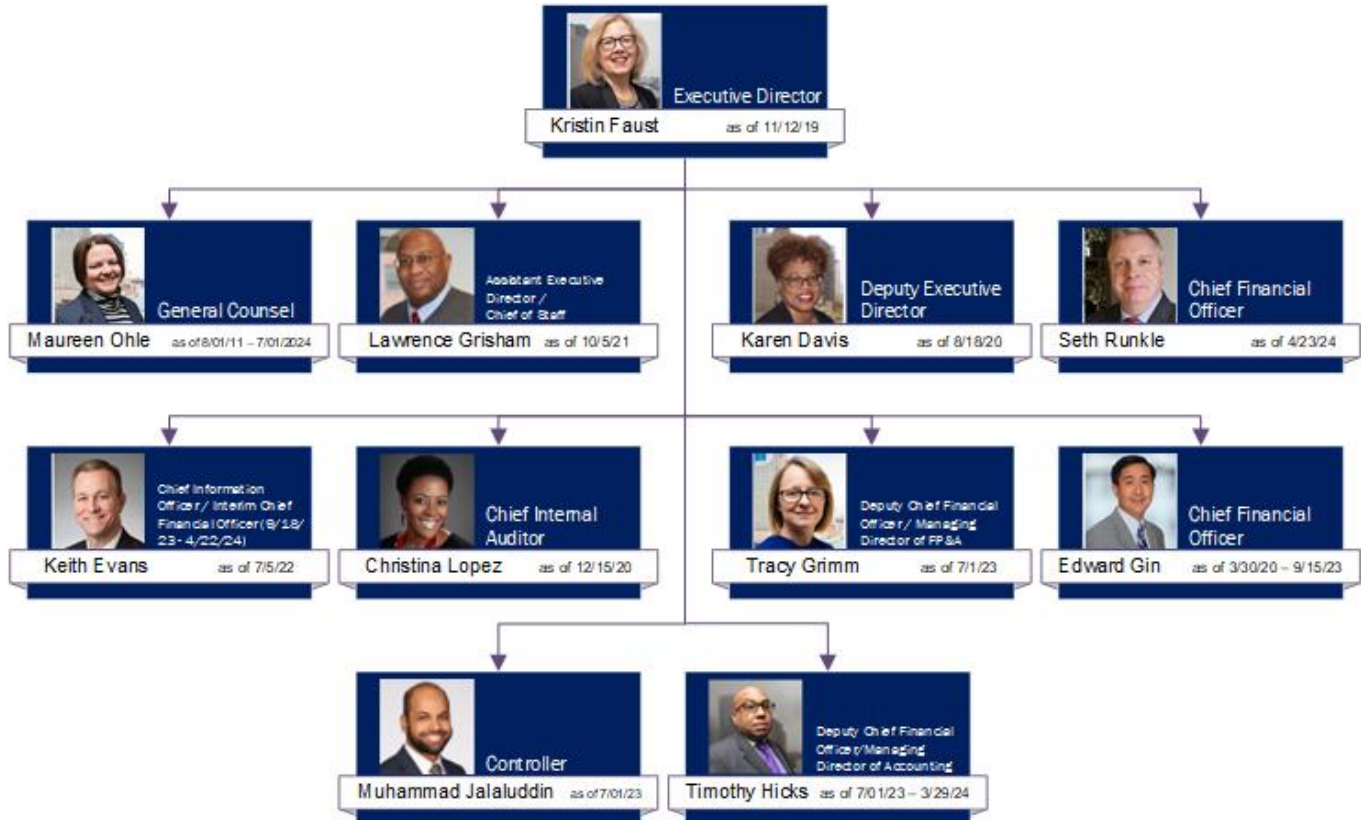 Executive Director
Kristin Faust as of 11/12/19
General Counsel
Maureen Ohle as of 8/01/11 – 7/01/2024
Assistant Executive
Director /
Chief of Staff
Lawrence Grisham as of 10/5/21
Deputy Executive
Director
Karen Davis as of 8/18/20
Chief Financial
Officer
Seth Runkle as of 4/23/24
Chief Information
Officer / Interim Chief
Financial Officer (9/18/
23- 4/22/24)
Keith Evans as of 7/5/22
Chief Internal
Auditor
Christina Lopez as of 12/15/20
Deputy Chief Financial
Officer / Managing
Director of FP&A
Tracy Grimm as of 7/1/23
Chief Financial
Officer
Edward Gin as of 3/30/20 – 9/15/23
Controller
Muhammad Jalaluddin as of 7/01/23
Deputy Chief Financial
Officer/Managing
Director of Accounting
Timothy Hicks as of 7/01/23 – 3/29/24